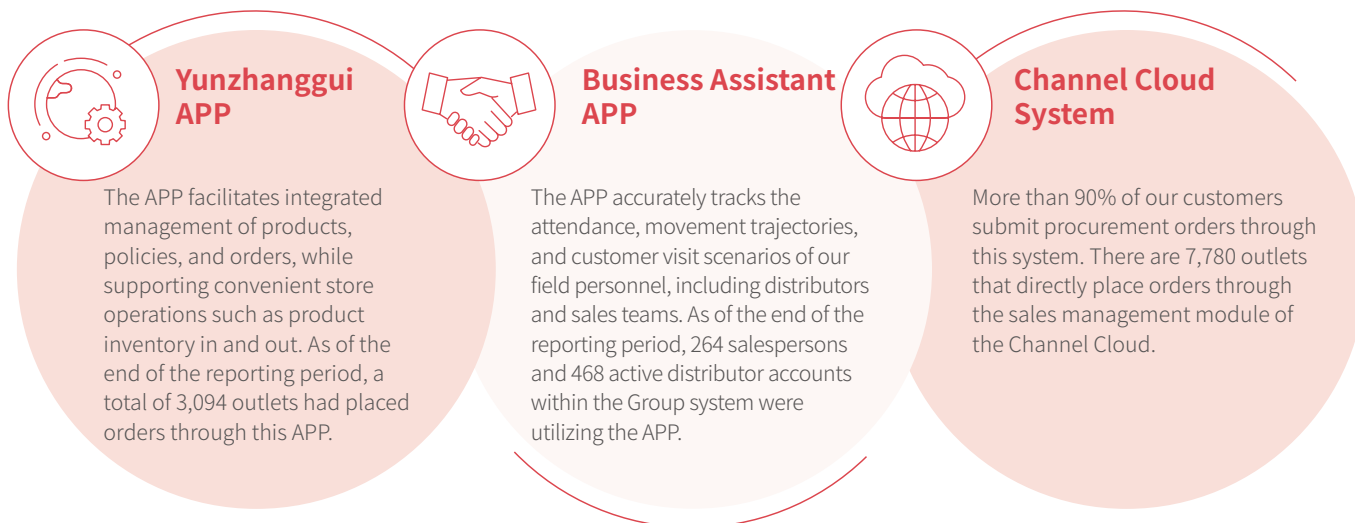 Yunzhanggui
APP
The APP facilitates integrated
management of products,
policies, and orders, while
supporting convenient store
operations such as product
inventory in and out. As of the
end of the reporting period, a
total of 3,094 outlets had placed
orders through this APP.
Business Assistant
APP
The APP accurately tracks the
attendance, movement trajectories,
and customer visit scenarios of our
field personnel, including distributors
and sales teams. As of the end of the
reporting period, 264 salespersons
and 468 active distributor accounts
within the Group system were
utilizing the APP.
Channel Cloud
System
More than 90% of our customers
submit procurement orders through
this system. There are 7,780 outlets
that directly place orders through
the sales management module of
the Channel Cloud.